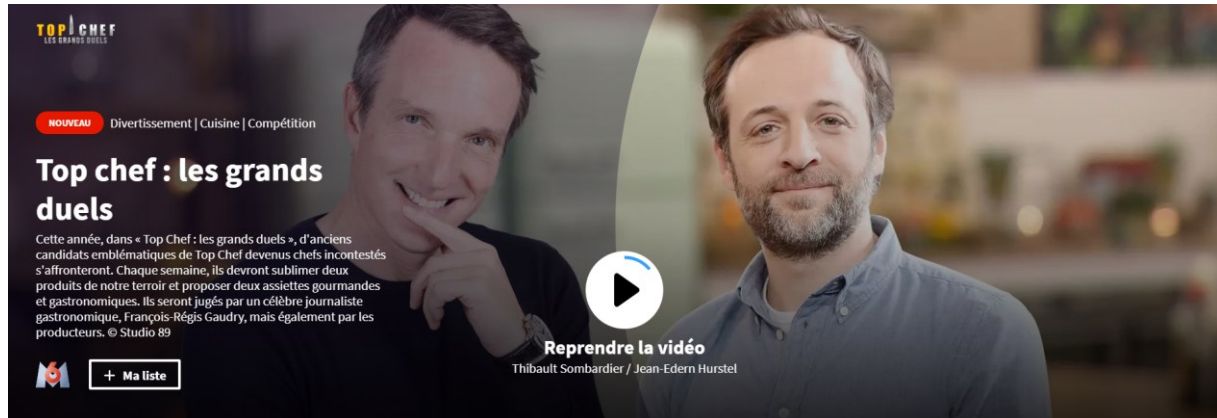 TOP CHEF
LES GRANDS DUELS
NOUVEAU Divertissement | Cuisine | Compétition
Top chef : les grands
duels
Cette année, dans « Top Chef : les grands duels », d'anciens
candidats emblématiques de Top Chef devenus chefs incontestés
s'affronteront. Chaque semaine, ils devront sublimer deux
produits de notre terroir et proposer deux assiettes gourmandes
et gastronomiques. Ils seront jugés par un célèbre journaliste
gastronomique, François-Régis Gaudry, mais également par les
producteurs. © Studio 89
Reprendre la vidéo
Thibault Sombardier / Jean-Edern Hurstel
M6
+ Ma liste